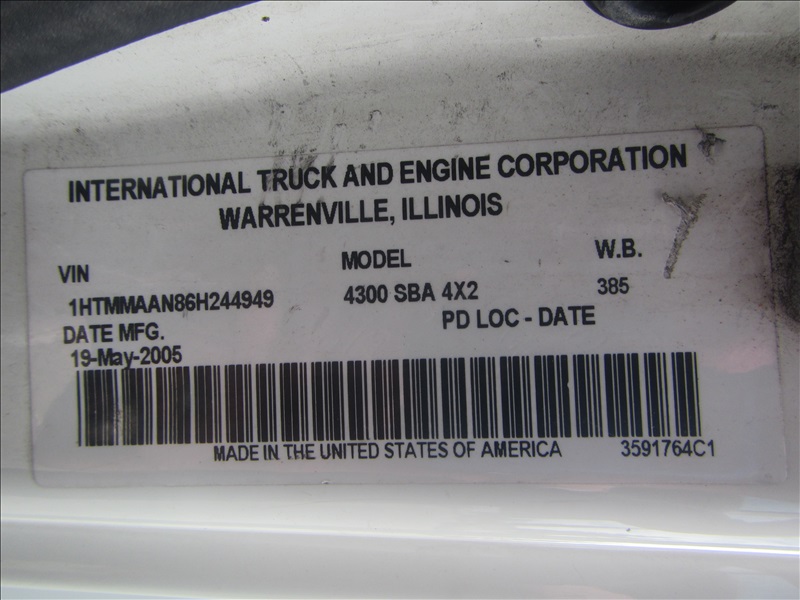 INTERNATIONAL TRUCK AND ENGINE CORPORATION
WARRENVILLE, ILLINOIS
VIN MODEL W.B.
1HTMMAAN86H244949 4300 SBA 4X2 385
DATE MFG. PD LOC - DATE
19-May-2005
MADE IN THE UNITED STATES OF AMERICA 3591764C1